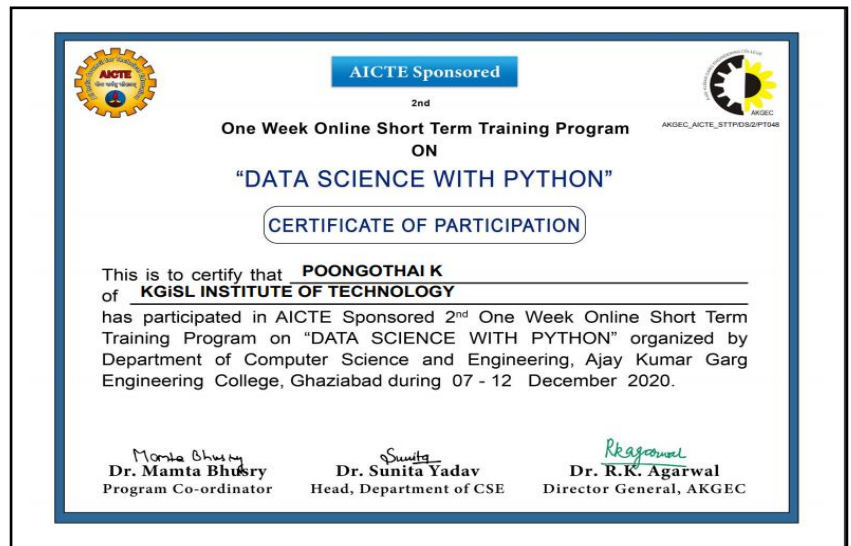 AICTE
AICTE Sponsored
2nd
One Week Online Short Term Training Program
ON
“DATA SCIENCE WITH PYTHON”
AKGEC
AKGEC_AICTE_STTP/DS/2/PT048
CERTIFICATE OF PARTICIPATION
This is to certify that POONGOTHAI K
of KGiSL INSTITUTE OF TECHNOLOGY
has participated in AICTE Sponsored 2nd One Week Online Short Term
Training Program on “DATA SCIENCE WITH PYTHON” organized by
Department of Computer Science and Engineering, Ajay Kumar Garg
Engineering College, Ghaziabad during 07 - 12 December 2020.
Mamta Bhusry
Sunita
Rkagarwal
Dr. Mamta Bhusry
Dr. Sunita Yadav
Dr. R.K. Agarwal
Program Co-ordinator
Head, Department of CSE
Director General, AKGEC